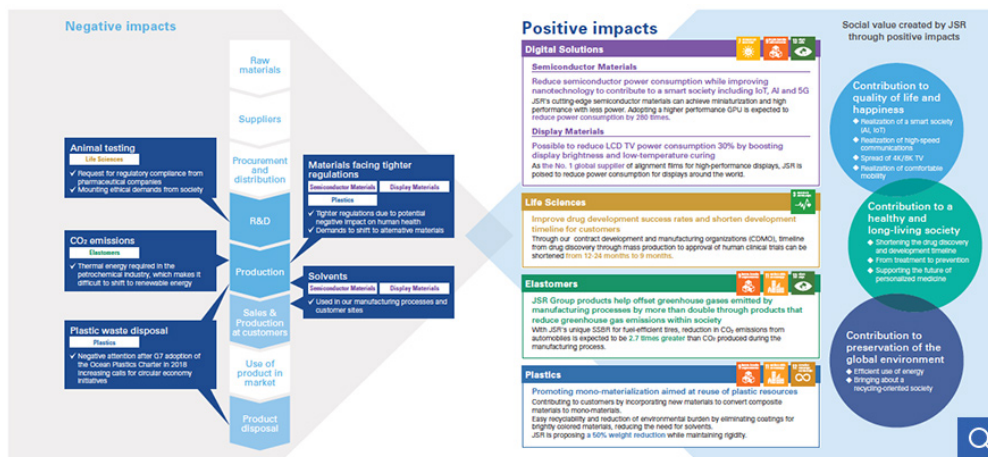 Negative impacts
Raw
materials
Suppliers
Procurement
and
distribution
R&D
Production
Sales &
Production
at customers
Use of
product in
market
Product
disposal
Animal testing
Life Sciences
✓ Request for regulatory compliance from
pharmaceutical companies
✓ Mounting ethical demands from society
CO₂ emissions
Elastomers
✓ Thermal energy required in the
petrochemical industry, which makes it
difficult to shift to renewable energy
Plastic waste disposal
Plastics
✓ Negative attention after G7 adoption of
the Ocean Plastics Charter in 2018
increasing calls for circular economy
initiatives
Materials facing tighter
regulations
Semiconductor Materials Display Materials
Plastics
✓ Tighter regulations due to potential
negative impact on human health
✓ Demands to shift to alternative materials
Solvents
Semiconductor Materials Display Materials
✓ Used in our manufacturing processes and
customer sites
Positive impacts
Digital Solutions
Semiconductor Materials
Reduce semiconductor power consumption while improving
nanotechnology to contribute to a smart society including IoT, AI and 5G
JSR's cutting-edge semiconductor materials can achieve miniaturization and high
performance with less power. Adopting a higher performance GPU is expected to
reduce power consumption by 280 times.
Display Materials
Possible to reduce LCD TV power consumption 30% by boosting
display brightness and low-temperature curing
As the No. 1 global supplier of alignment films for high-performance displays, JSR is
poised to reduce power consumption for displays around the world.
Life Sciences
Improve drug development success rates and shorten development
timeline for customers
Through our contract development and manufacturing organizations (CDMO), timeline
from drug discovery through mass production to approval of human clinical trials can be
shortened from 12-24 months to 9 months.
Elastomers
JSR Group products help offset greenhouse gases emitted by
manufacturing processes by more than double through products that
reduce greenhouse gas emissions within society
With JSR's unique SSBR for fuel-efficient tires, reduction in CO₂ emissions from
automobiles is expected to be 2.7 times greater than CO₂ produced during the
manufacturing process.
Plastics
Promoting mono-materialization aimed at reuse of plastic resources
Contributing to customers by incorporating new materials to convert composite
materials to mono-materials.
Easy recyclability and reduction of environmental burden by eliminating coatings for
brightly colored materials, reducing the need for solvents.
JSR is proposing a 50% weight reduction while maintaining rigidity.
Social value created by JSR
through positive impacts
Contribution to
quality of life and
happiness
◆ Realization of a smart society
(AI, IoT)
◆ Realization of high-speed
communications
◆ Spread of 4K/8K TV
◆ Realization of comfortable
mobility
Contribution to a
healthy and
long-living society
◆ Shortening the drug discovery
and development timeline
◆ From treatment to prevention
◆ Supporting the future of
personalized medicine
Contribution to
preservation of the
global environment
◆ Efficient use of energy
◆ Bringing about a
recycling-oriented society